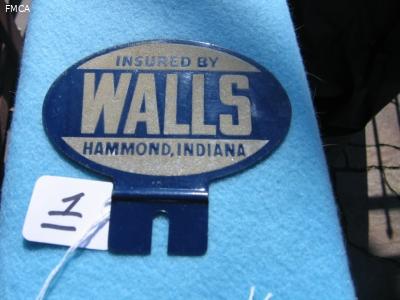 FMCA
INSURED BY
WALLS
HAMMOND, INDIANA
1